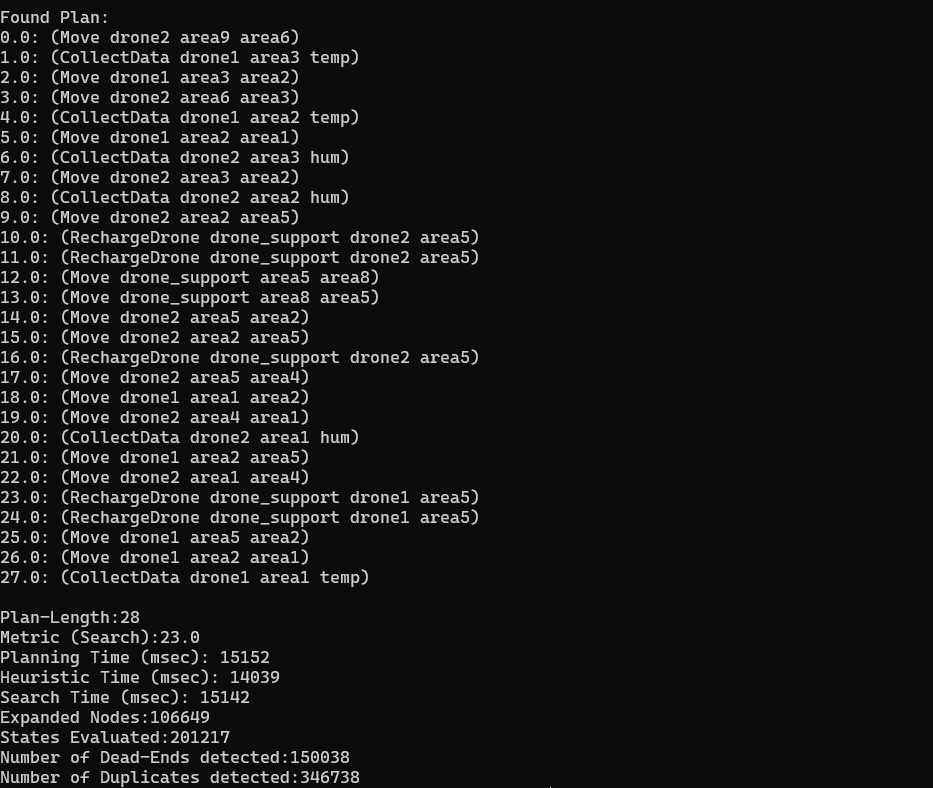 Found Plan:
0.0: (Move drone2 area9 area6)
1.0: (CollectData drone1 area3 temp)
2.0: (Move drone1 area3 area2)
3.0: (Move drone2 area6 area3)
4.0: (CollectData drone1 area2 temp)
5.0: (Move drone1 area2 area1)
6.0: (CollectData drone2 area3 hum)
7.0: (Move drone2 area3 area2)
8.0: (CollectData drone2 area2 hum)
9.0: (Move drone2 area2 area5)
10.0: (RechargeDrone drone_support drone2 area5)
11.0: (RechargeDrone drone_support drone2 area5)
12.0: (Move drone_support area5 area8)
13.0: (Move drone_support area8 area5)
14.0: (Move drone2 area5 area2)
15.0: (Move drone2 area2 area5)
16.0: (RechargeDrone drone_support drone2 area5)
17.0: (Move drone2 area5 area4)
18.0: (Move drone1 area1 area2)
19.0: (Move drone2 area4 area1)
20.0: (CollectData drone2 area1 hum)
21.0: (Move drone1 area2 area5)
22.0: (Move drone2 area1 area4)
23.0: (RechargeDrone drone_support drone1 area5)
24.0: (RechargeDrone drone_support drone1 area5)
25.0: (Move drone1 area5 area2)
26.0: (Move drone1 area2 area1)
27.0: (CollectData drone1 area1 temp)
Plan-Length:28
Metric (Search):23.0
Planning Time (msec): 15152
Heuristic Time (msec): 14039
Search Time (msec): 15142
Expanded Nodes:106649
States Evaluated:201217
Number of Dead-Ends detected:150038
Number of Duplicates detected:346738